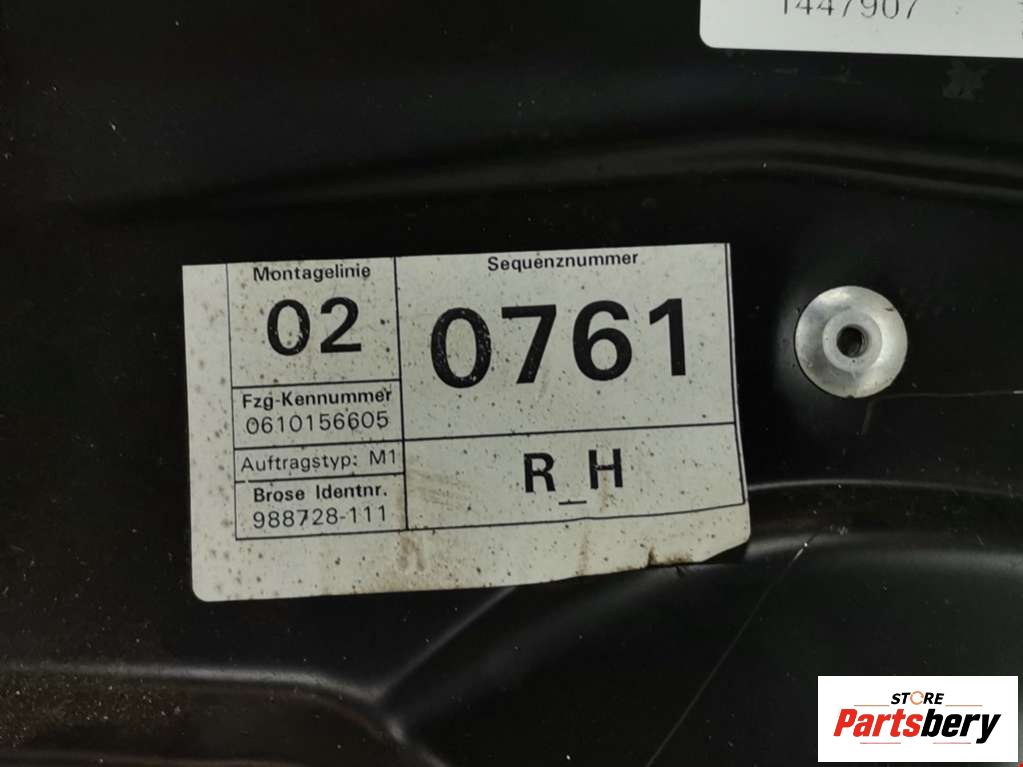 1447907
Montagelinie
02
Sequenznummer
0761
Fzg-Kennummer
0610156605
Auftragstyp: M1
Brose Identnr.
988728-111
R_H
STORE
Partsbery